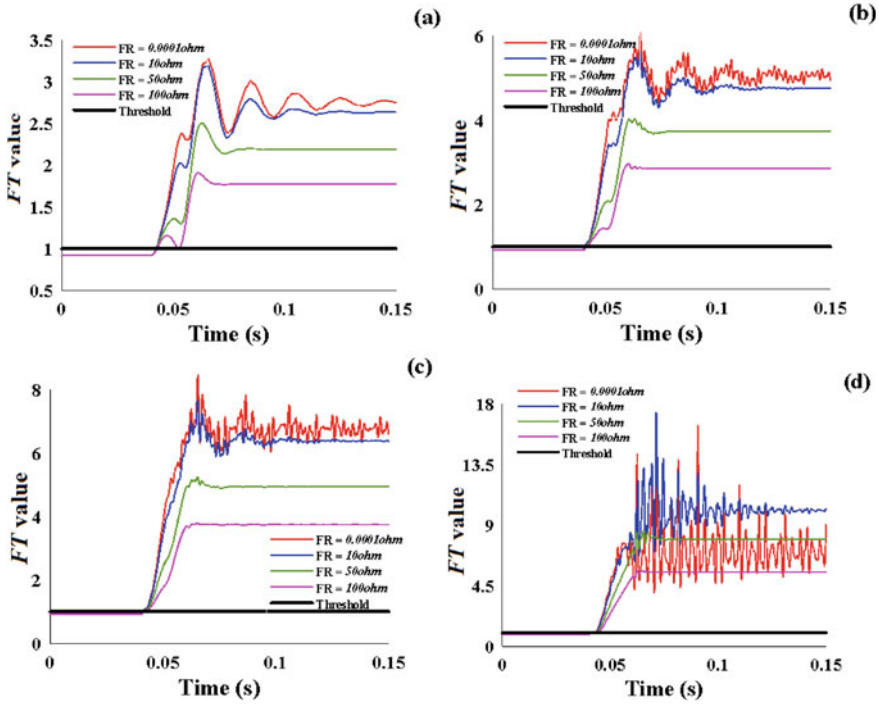 (a)
3.5
3
2.5
2
1.5
1
0.5
FT value
FR = 0.0001ohm
FR = 10ohm
FR = 50ohm
FR = 100ohm
Threshold
0
0.05
0.1
0.15
Time (s)
(b)
6
4
2
0
FT value
FR = 0.0001ohm
FR = 10ohm
FR = 50ohm
FR = 100ohm
Threshold
0
0.05
0.1
0.15
Time (s)
(c)
8
6
4
2
0
FT value
FR = 0.0001ohm
FR = 10ohm
FR = 50ohm
FR = 100ohm
Threshold
0
0.05
0.1
0.15
Time (s)
(d)
18
13.5
9
4.5
0
FT value
FR = 0.0001ohm
FR = 10ohm
FR = 50ohm
FR = 100ohm
Threshold
0
0.05
0.1
0.15
Time (s)